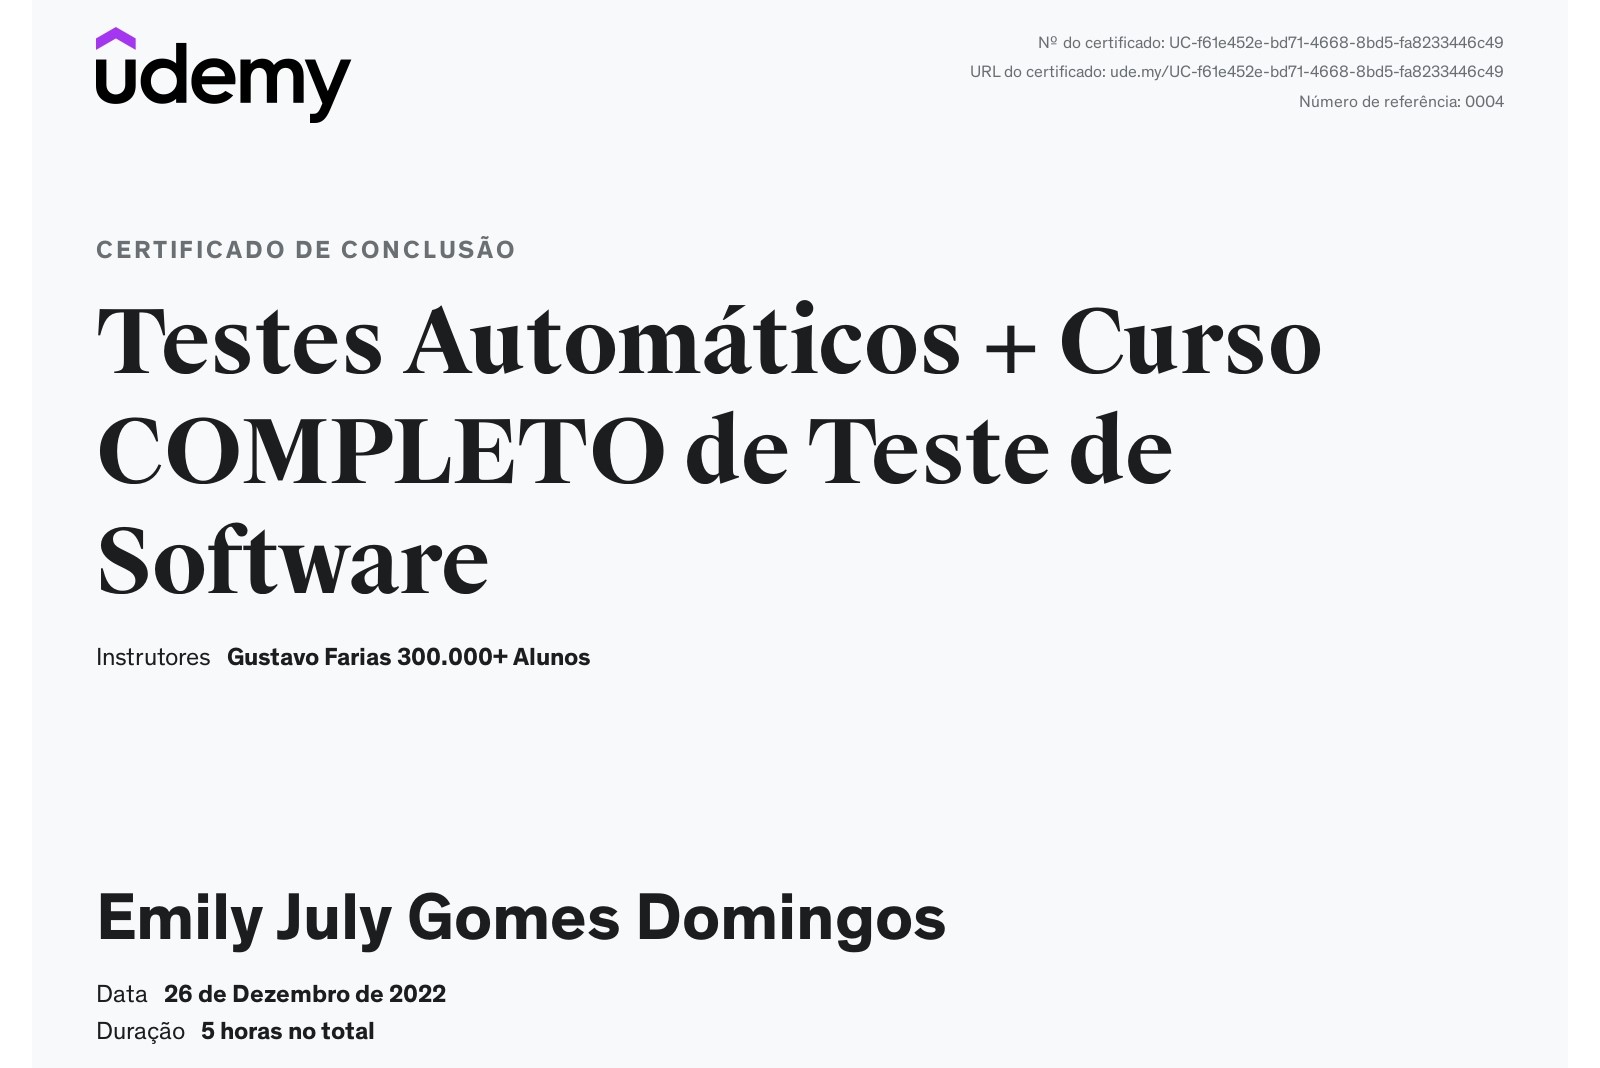 udemy
Nº do certificado: UC-f61e452e-bd71-4668-8bd5-fa8233446c49
URL do certificado: ude.my/UC-f61e452e-bd71-4668-8bd5-fa8233446c49
Número de referência: 0004
CERTIFICADO DE CONCLUSÃO
Testes Automáticos + Curso
COMPLETO de Teste de
Software
Instrutores Gustavo Farias 300.000+ Alunos
Emily July Gomes Domingos
Data 26 de Dezembro de 2022
Duração 5 horas no total